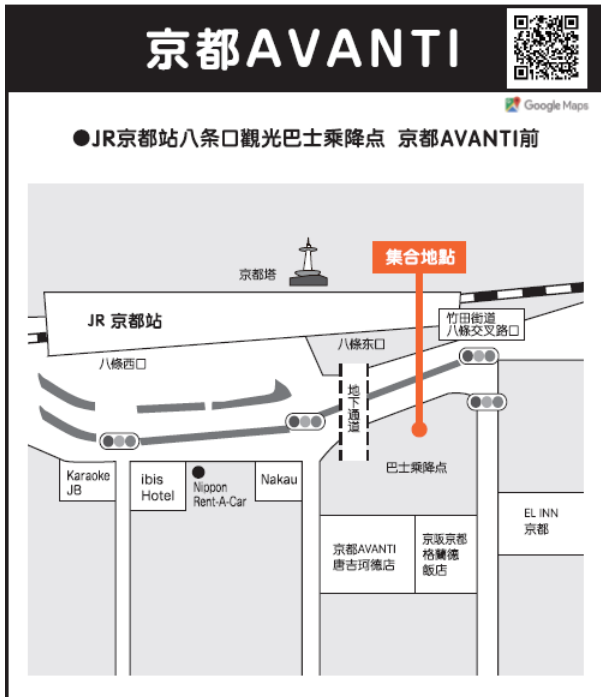 京都AVANTI
Google Maps
●JR京都站八条口觀光巴士乘降点 京都AVANTI前
集合地點
京都塔
JR 京都站
竹田街道
八條交叉路口
八條东口
八條西口
地下通道
巴士乘降点
Karaoke
JB
ibis
Hotel
Nippon
Rent-A-Car
Nakau
EL INN
京都
京都AVANTI
唐吉珂德店
京阪京都
格蘭德
飯店